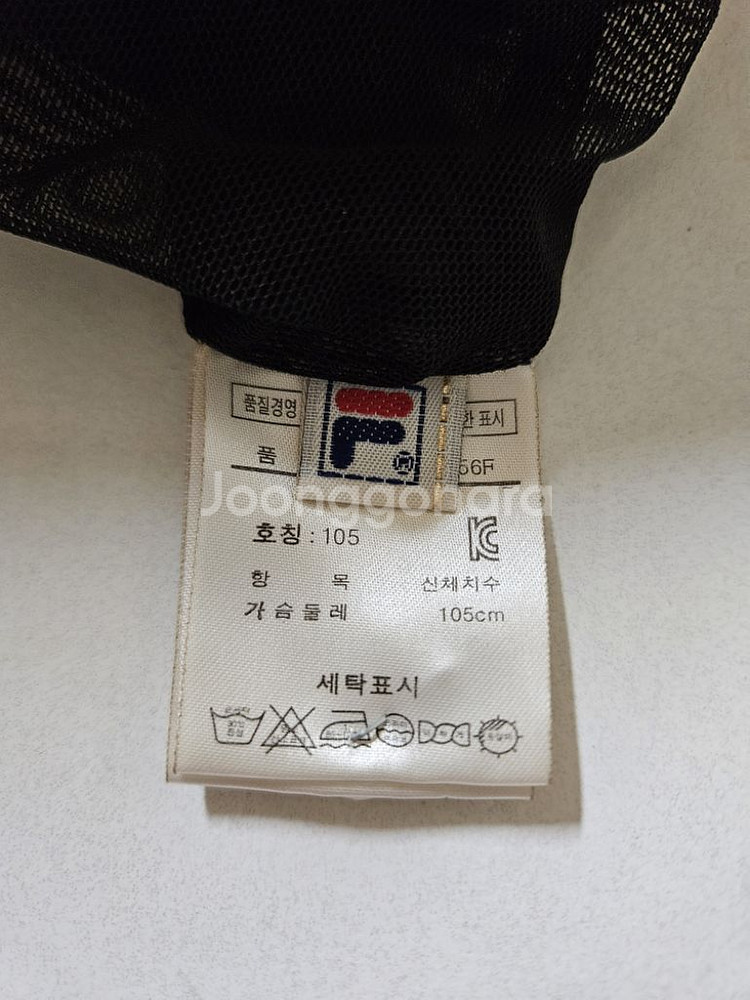 품질경영
한 표시
품
56F
Joonggonara
호칭 : 105
항 목 신체치수
가슴둘레 105cm
세탁표시